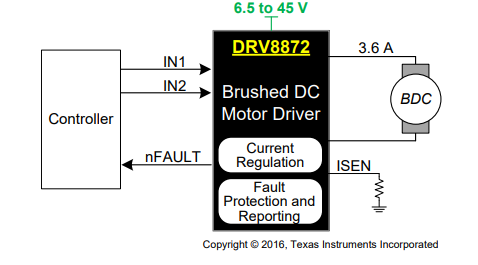 6.5 to 45 V
DRV8872
3.6 A
IN1
IN2
Brushed DC
Motor Driver
BDC
Controller
nFAULT
Current
Regulation
ISEN
Fault
Protection and
Reporting
Copyright © 2016, Texas Instruments Incorporated